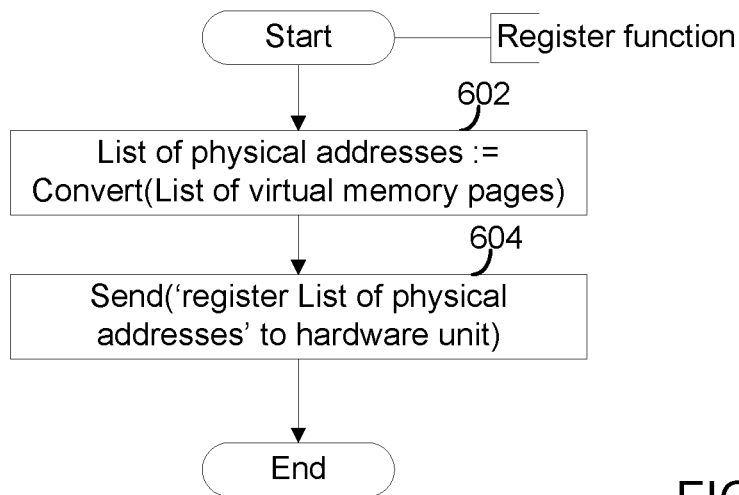 Start
Register function
602
List of physical addresses :=
Convert(List of virtual memory pages)
604
Send(‘register List of physical
addresses’ to hardware unit)
End